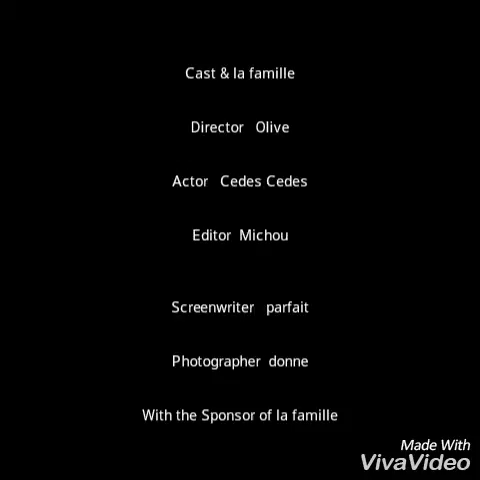 Cast & la famille
Director Olive
Actor Cedes Cedes
Editor Michou
Screenwriter parfait
Photographer donne
With the Sponsor of la famille
Made With
VivaVideo